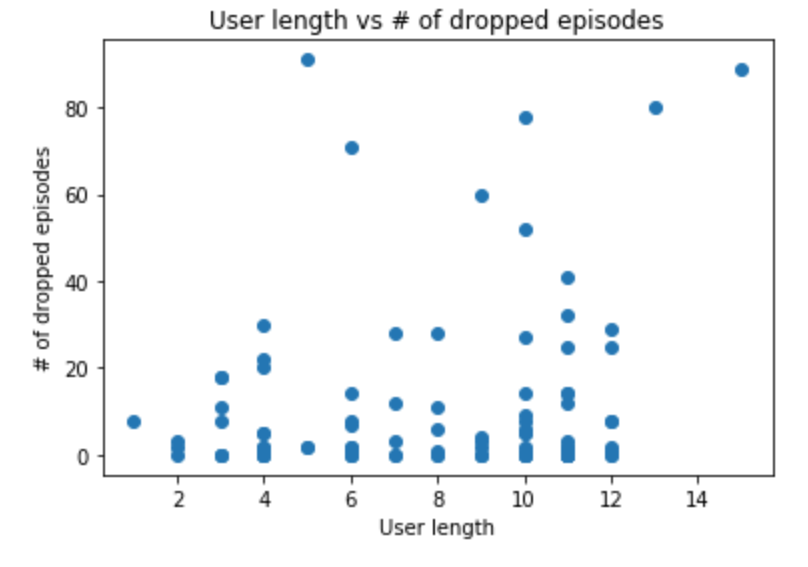 User length vs # of dropped episodes
# of dropped episodes
80
60
40
20
0
2 4 6 8 10 12 14
User length